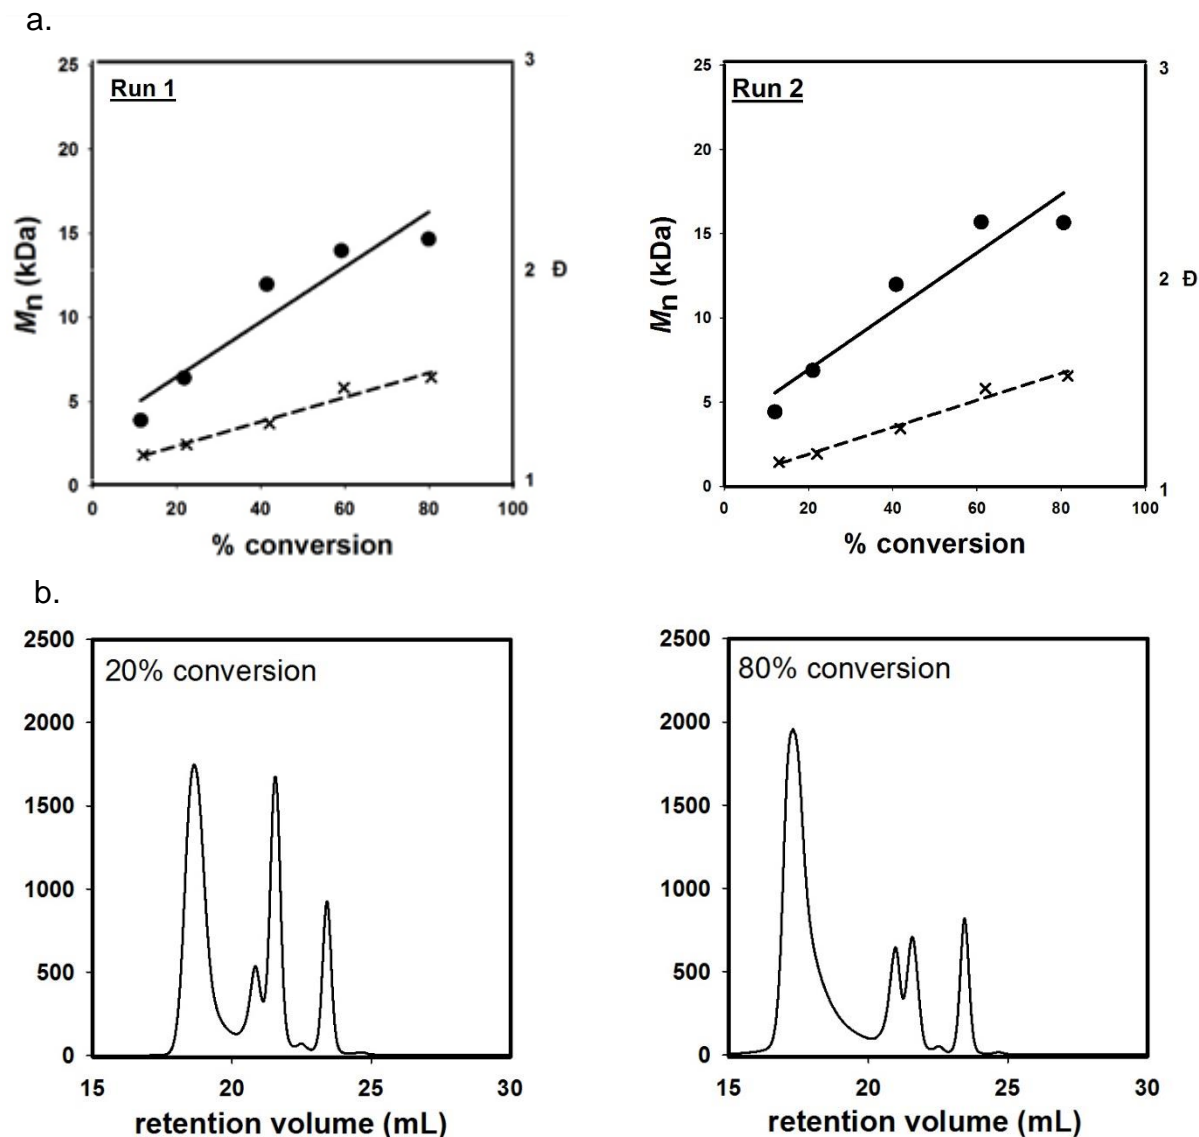 a.
Run 1
25
20
15
10
5
0
Mn (kDa)
3
2 Đ
1
0 20 40 60 80 100
% conversion
Run 2
25
20
15
10
5
0
Mn (kDa)
3
2 Đ
1
0 20 40 60 80 100
% conversion
b.
20% conversion
2500
2000
1500
1000
500
0
15 20 25 30
retention volume (mL)
80% conversion
2500
2000
1500
1000
500
0
15 20 25 30
retention volume (mL)